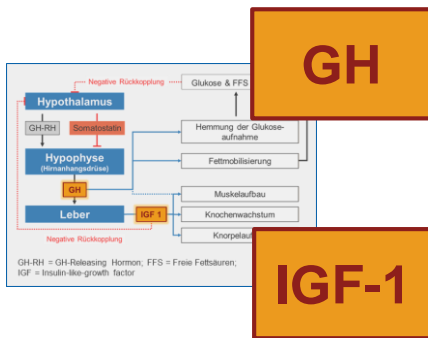 GH
Negative Rückkopplung
Glukose & FFS
Hypothalamus
GH-RH
Somatostatin
Hemmung der Glukose-
aufnahme
Hypophyse
(Hirnanhangsdrüse)
Fettmobilisierung
GH
Muskelaufbau
Leber
IGF 1
Knochenwachstum
Negative Rückkopplung
GH-RH = GH-Releasing Hormon; FFS = Freie Fettsäuren;
IGF = Insulin-like-growth factor
IGF-1